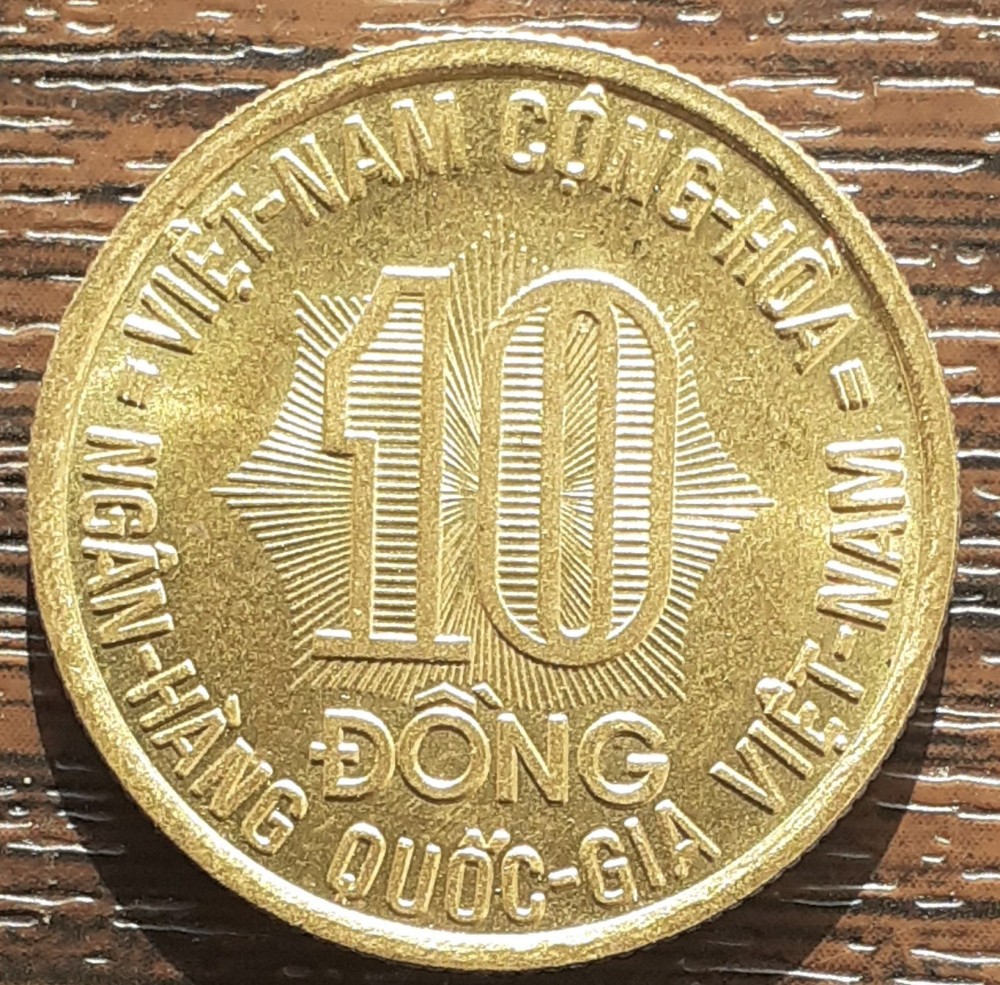 VIỆT-NAM CỘNG-HÒA
10
ĐỒNG
NGÂN-HÀNG QUỐC-GIA VIỆT-NAM